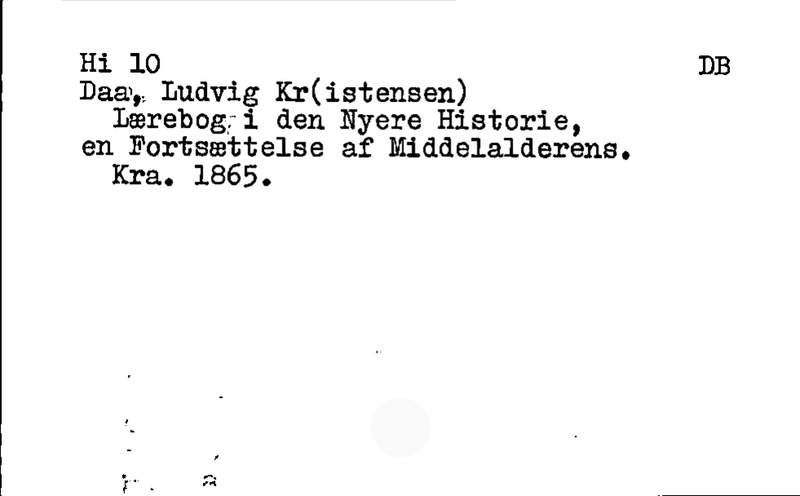 Hi 10 DB
Daa, Ludvig Kr(istensen)
Lærebog i den Nyere Historie,
en Fortsættelse af Middelalderens.
Kra. 1865.